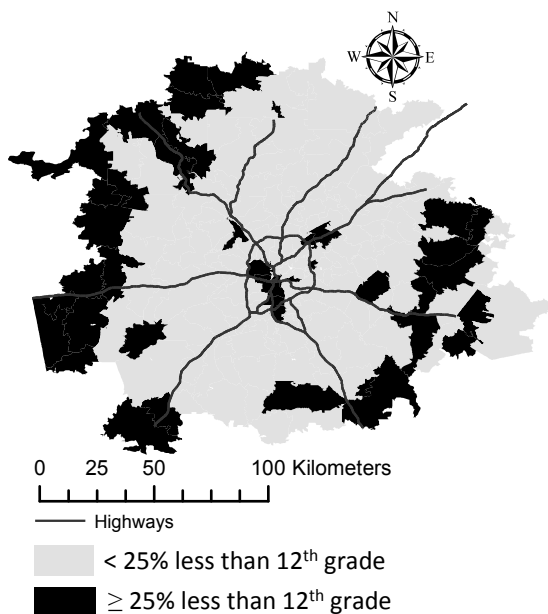 N
W E
S
0 25 50 100 Kilometers
Highways
< 25% less than 12th grade
≥ 25% less than 12th grade